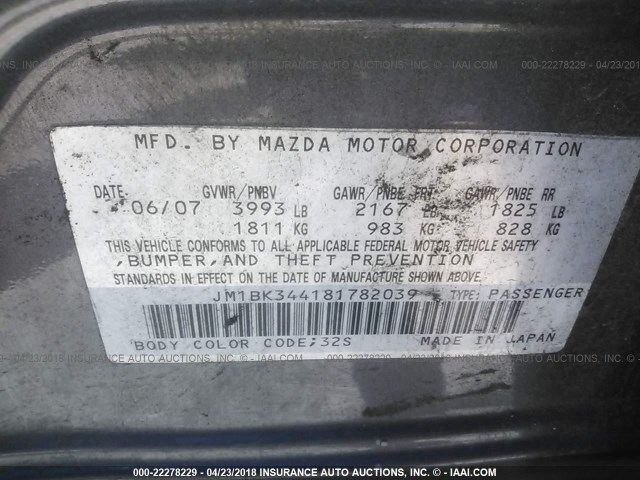 000-22278229 - 04/23/2018 INSURANCE AUTO AUCTIONS CORP. - ©IAAI.COM
MFD. BY MAZDA MOTOR CORPORATION
DATE GVWR/PNBV GAWR/PNBE FRT GAWR/PNBE RR
06/07 3993 LB 2167 LB 1825 LB
1811 KG 983 KG 828 KG
THIS VEHICLE CONFORMS TO ALL APPLICABLE FEDERAL MOTOR VEHICLE SAFETY
,BUMPER,AND THEFT PREVENTION
STANDARDS IN EFFECT ON THE DATE OF MANUFACTURE SHOWN ABOVE.
JM1BK344181782039 TYPE: PASSENGER
BODY COLOR CODE:32S MADE IN JAPAN
000-22278229 - 04/23/2018 INSURANCE AUTO AUCTIONS CORP. - ©IAAI.COM